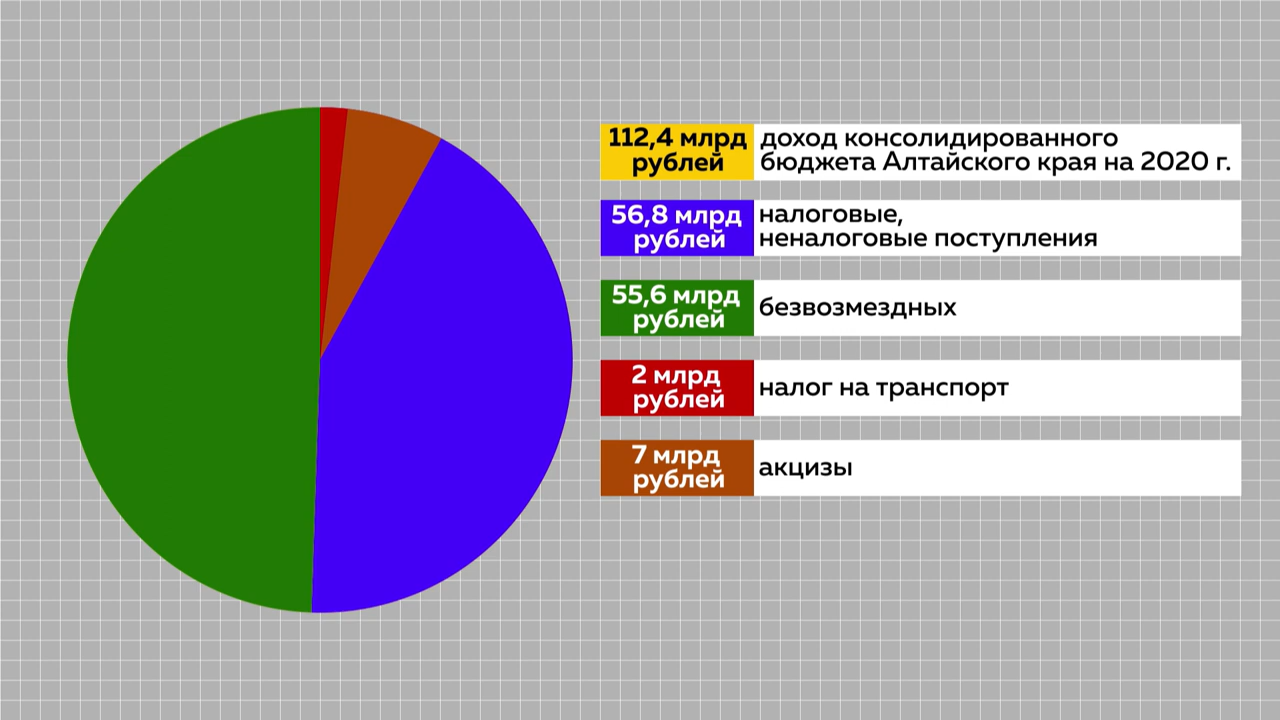 112,4 млрд
рублей
доход консолидированного
бюджета Алтайского края на 2020 г.
56,8 млрд
рублей
налоговые,
неналоговые поступления
55,6 млрд
рублей
безвозмездных
2 млрд
рублей
налог на транспорт
7 млрд
рублей
акцизы